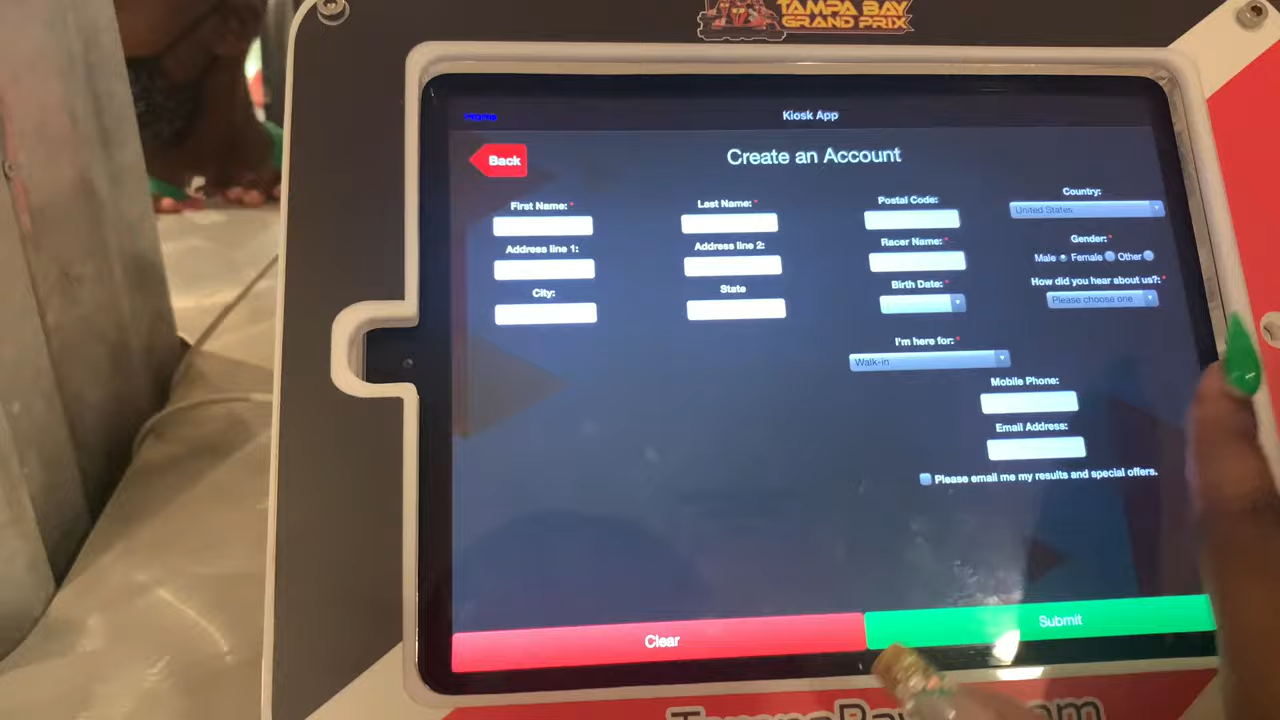 TAMPA BAY
GRAND PRIX
Kiosk App
Back
Create an Account
First Name: *
Last Name: *
Postal Code:
Country:
United States
Address line 1:
Address line 2:
Racer Name: *
Gender: *
Male Female Other
City:
State
Birth Date: *
How did you hear about us?: *
Please choose one
I'm here for: *
Walk-in
Mobile Phone:
Email Address:
Please email me my results and special offers.
Clear
Submit